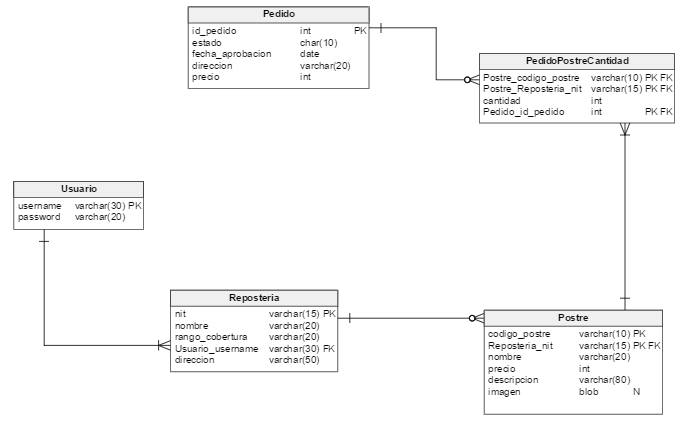 Pedido
id_pedido int PK
estado char(10)
fecha_aprobacion date
direccion varchar(20)
precio int
PedidoPostreCantidad
Postre_codigo_postre varchar(10) PK FK
Postre_Reposteria_nit varchar(15) PK FK
cantidad int
Pedido_id_pedido int PK FK
Usuario
username varchar(30) PK
password varchar(20)
Reposteria
nit varchar(15) PK
nombre varchar(20)
rango_cobertura varchar(20)
Usuario_username varchar(30) FK
direccion varchar(50)
Postre
codigo_postre varchar(10) PK
Reposteria_nit varchar(15) PK FK
nombre varchar(20)
precio int
descripcion varchar(80)
imagen blob N